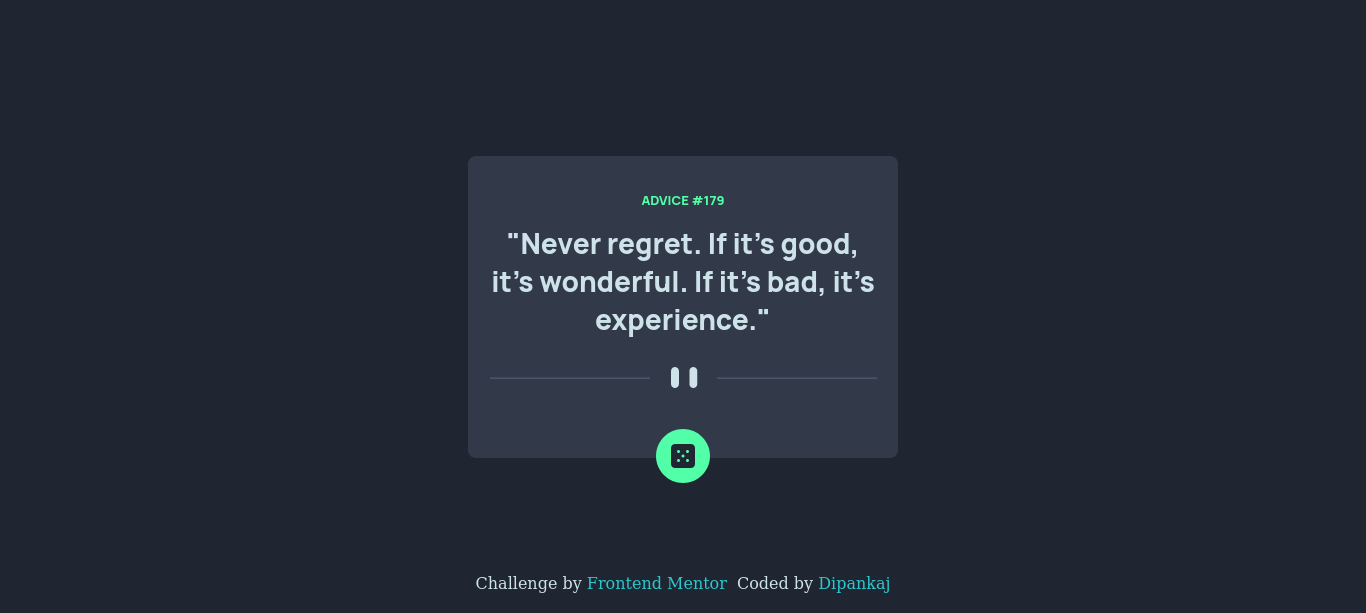 ADVICE #179
"Never regret. If it’s good,
it’s wonderful. If it’s bad, it’s
experience."
Challenge by Frontend Mentor  Coded by Dipankaj